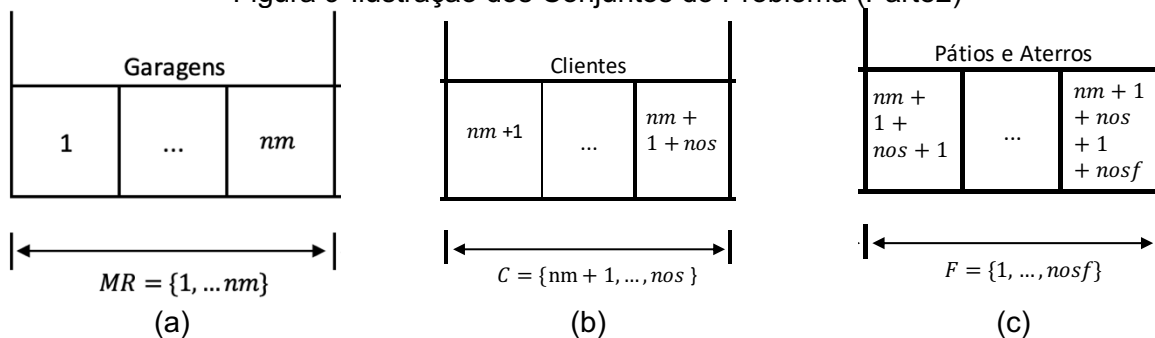 Figura 9-Ilustração dos Conjuntos do Problema (Parte2)
Garagens
1
...
nm
MR = {1, ... nm}
(a)
Clientes
nm +1
...
nm +
1 + nos
C = {nm + 1, ... , nos }
(b)
Pátios e Aterros
nm +
1 +
nos + 1
...
nm + 1
+ nos
+ 1
+ nosf
F = {1, ... , nosf}
(c)